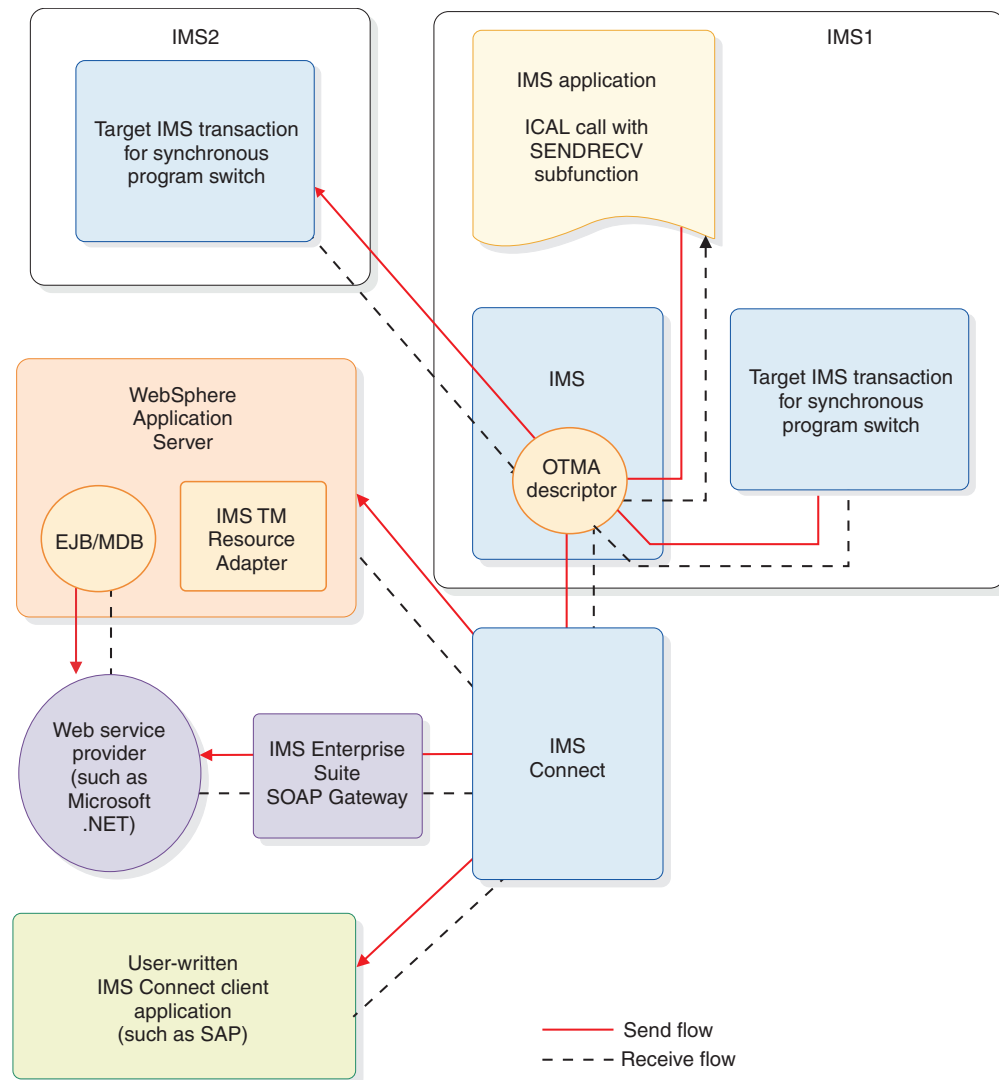 IMS2
Target IMS transaction
for synchronous
program switch
IMS1
IMS application
ICAL call with
SENDRECV
subfunction
IMS
OTMA
descriptor
Target IMS transaction
for synchronous
program switch
WebSphere
Application
Server
EJB/MDB
IMS TM
Resource
Adapter
Web service
provider
(such as
Microsoft
.NET)
IMS Enterprise
Suite
SOAP Gateway
IMS
Connect
User-written
IMS Connect client
application
(such as SAP)
Send flow
Receive flow